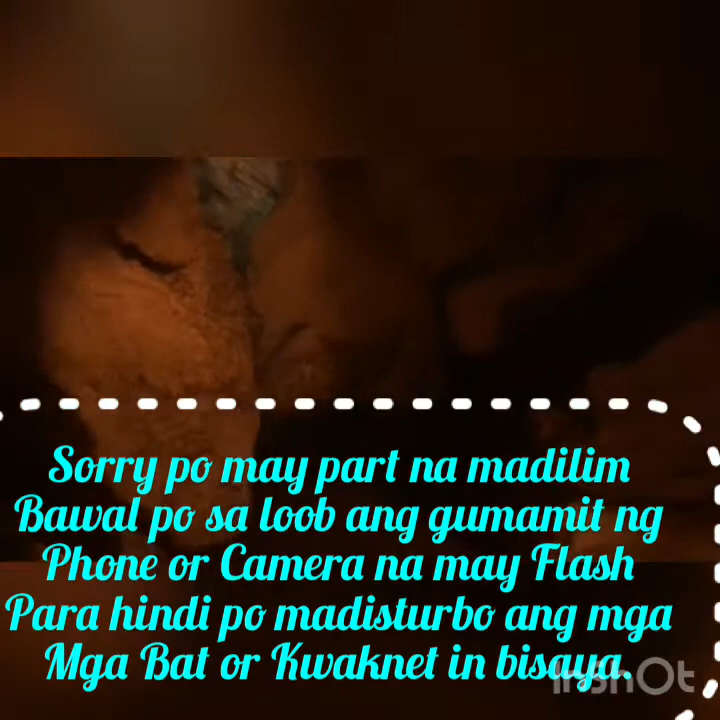 Sorry po may part na madilim
Bawal po sa loob ang gumamit ng
Phone or Camera na may Flash
Para hindi po madisturbo ang mga
Mga Bat or Kwaknet in bisaya.
InShOt